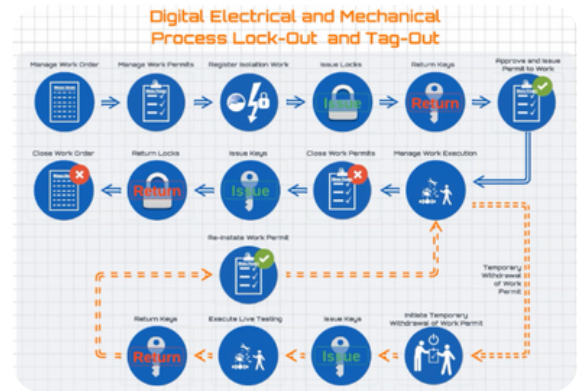 Digital Electrical and Mechanical
Process Lock-Out and Tag-Out
Manage Work Order
Manage Work Permits
Register Isolation Work
Issue Locks
Return Keys
Approve and Issue
Permit to Work
Issue
Return
Close Work Order
Return Locks
Issue Keys
Close Work Permits
Manage Work Execution
Return
Issue
Re-Instate Work Permit
Temporary
Withdrawal
of Work
Permit
Return Keys
Execute Live Testing
Issue Keys
Initiate Temporary
Withdrawal of Work Permit
Return
Issue